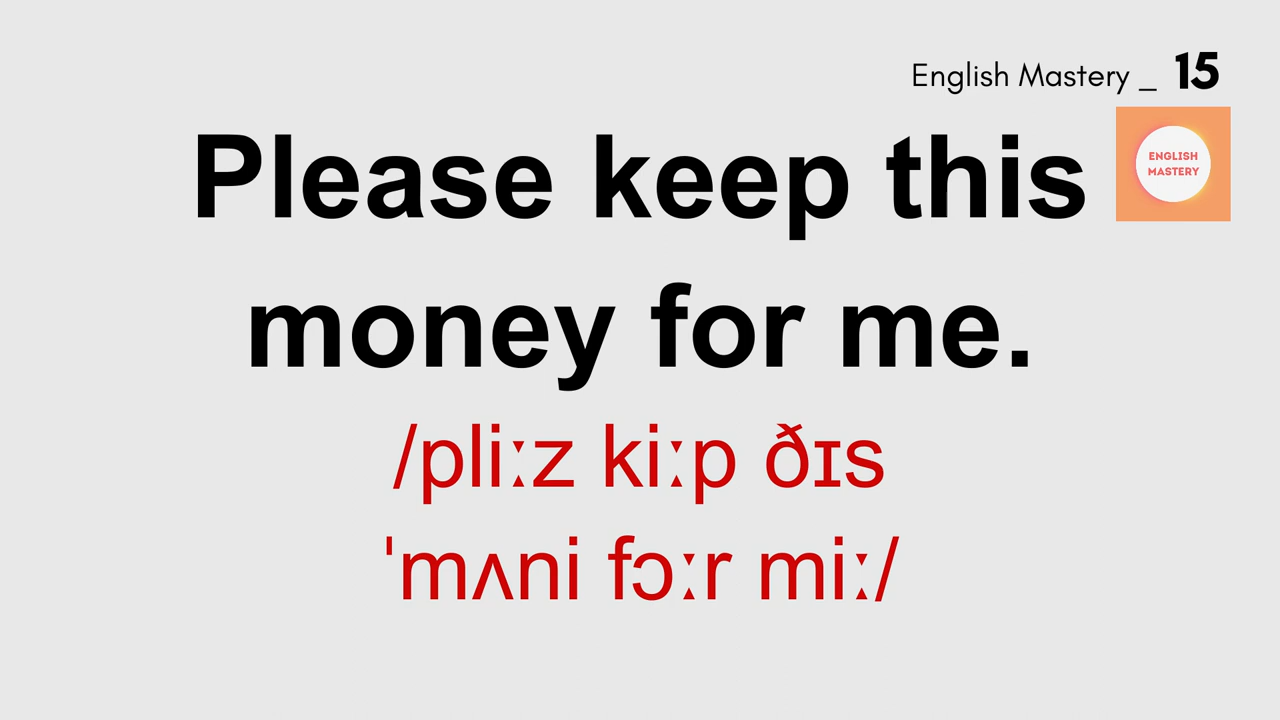 English Mastery _ 15
Please keep this
ENGLISH
MASTERY
money for me.
/pliːz kiːp ðɪs
ˈmʌni fɔːr miː/